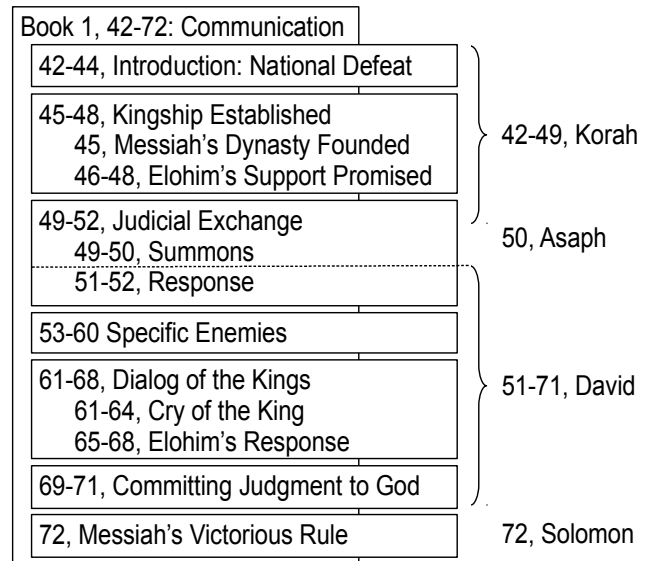 Book 1, 42-72: Communication
42-44, Introduction: National Defeat
45-48, Kingship Established
45, Messiah's Dynasty Founded
46-48, Elohim's Support Promised
42-49, Korah
49-52, Judicial Exchange
49-50, Summons
51-52, Response
50, Asaph
53-60 Specific Enemies
61-68, Dialog of the Kings
61-64, Cry of the King
65-68, Elohim's Response
51-71, David
69-71, Committing Judgment to God
72, Messiah's Victorious Rule
72, Solomon